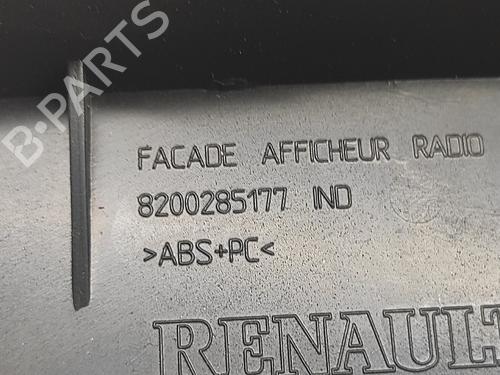 B-PARTS
FACADE AFFICHEUR RADIO
8200285177 IND
>ABS+PC<
RENAULT